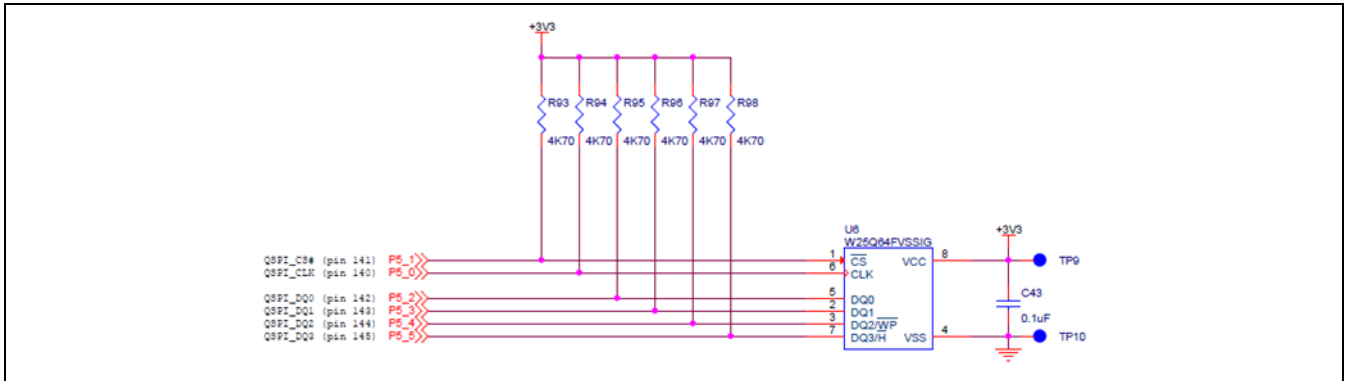 +3V3
R93 R94 R95 R96 R97 R98
4K70 4K70 4K70 4K70 4K70 4K70
U6
W25Q64FVSSIG
+3V3
QSPI_CS# (pin 141) P5_1 1 CS VCC 8 TP9
QSPI_CLK (pin 140) P5_0 6 CLK
C43
QSPI_DQ0 (pin 142) P5_2 5 DQ0
QSPI_DQ1 (pin 143) P5_3 2 DQ1
0.1uF
QSPI_DQ2 (pin 144) P5_4 3 DQ2/WP
QSPI_DQ3 (pin 145) P5_5 7 DQ3/H VSS 4 TP10